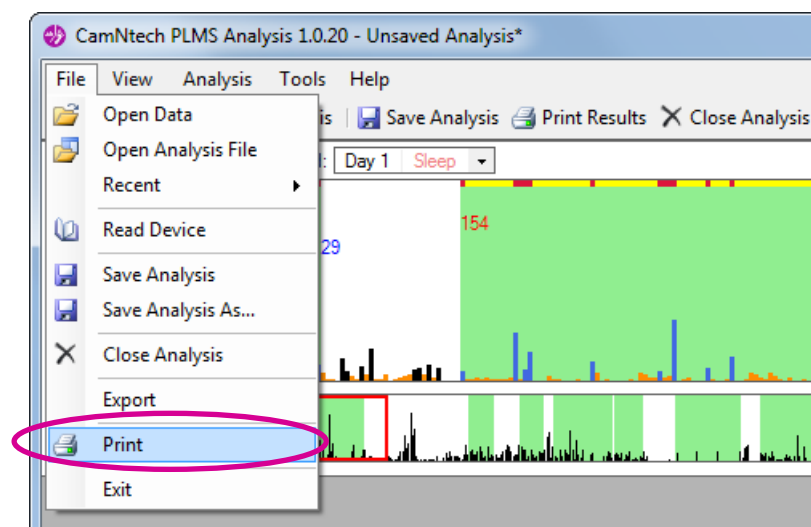 CamNtech PLMS Analysis 1.0.20 - Unsaved Analysis*
File View Analysis Tools Help
Save Analysis Print Results Close Analysis
Day 1 Sleep
Open Data
Open Analysis File
Recent
Read Device
Save Analysis
Save Analysis As...
Close Analysis
Export
Print
Exit
154
29